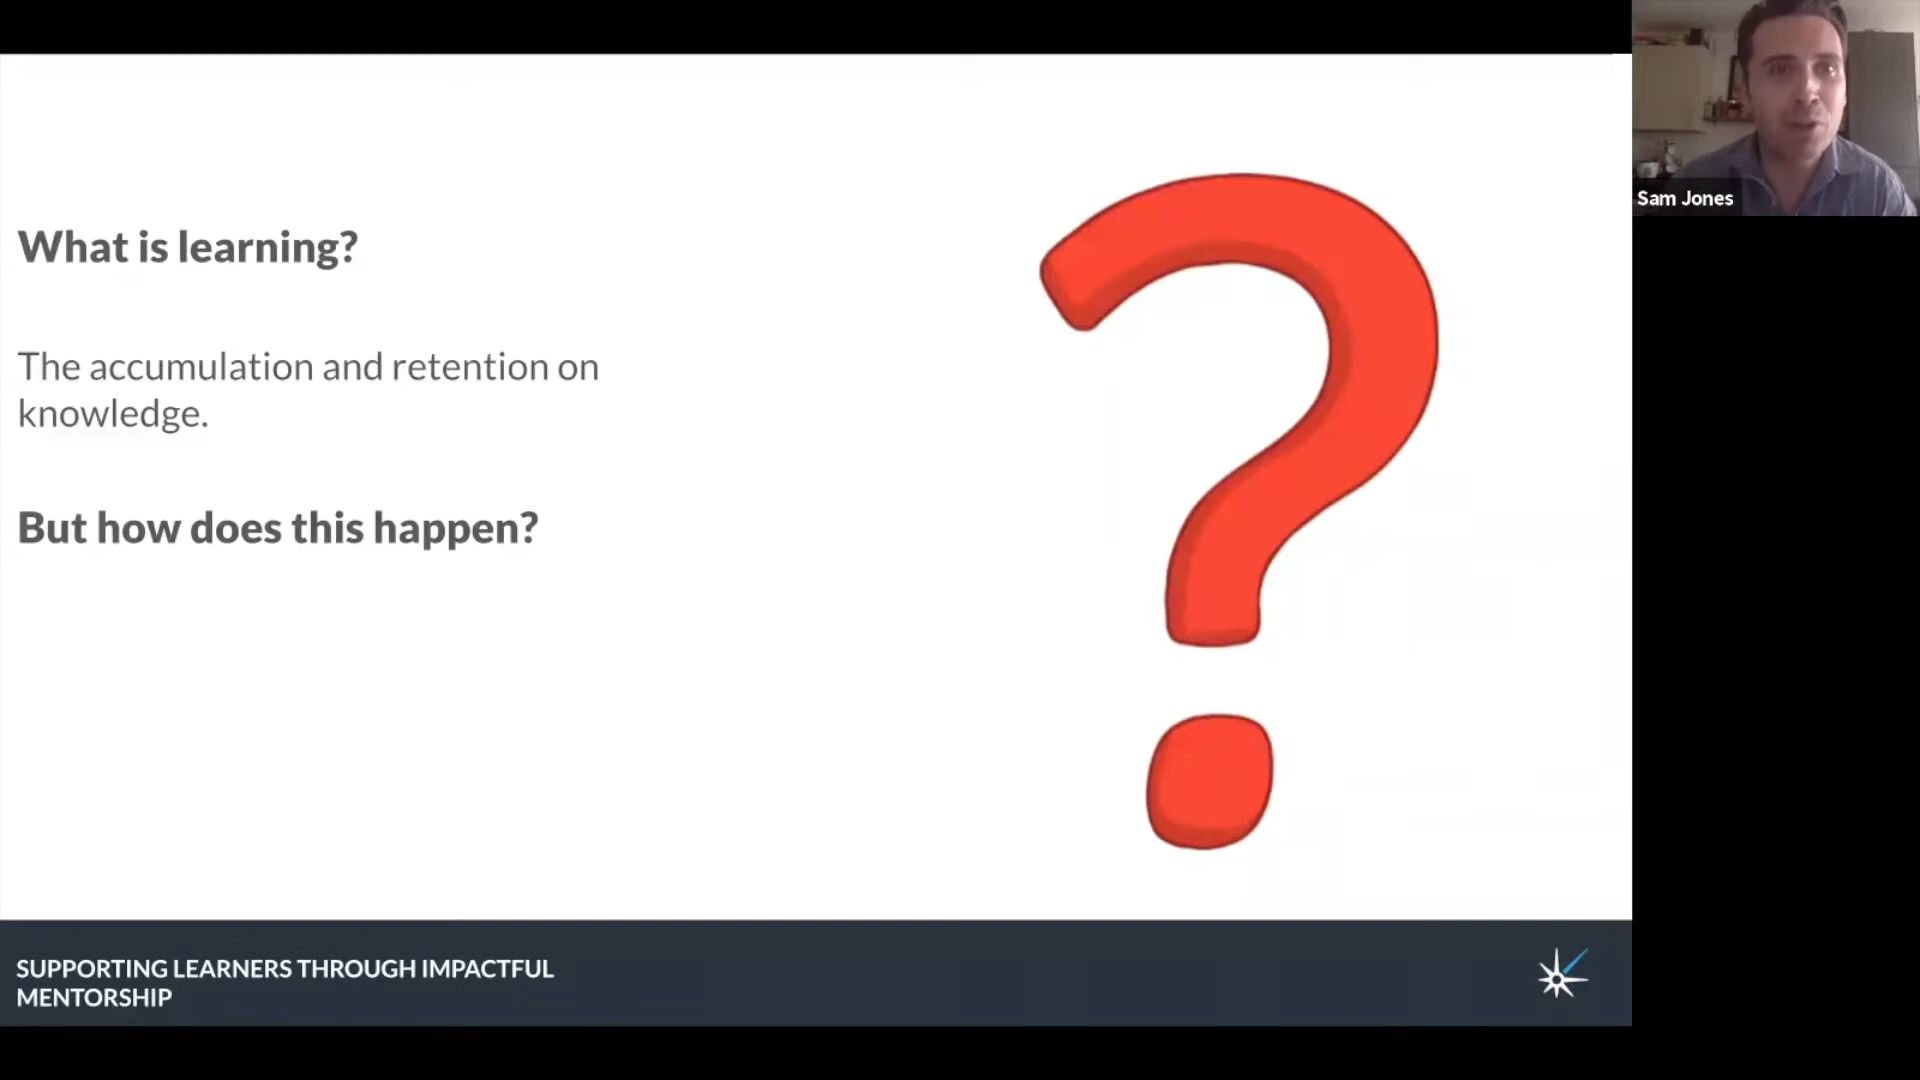 What is learning?
The accumulation and retention on
knowledge.
But how does this happen?
SUPPORTING LEARNERS THROUGH IMPACTFUL
MENTORSHIP
Sam Jones